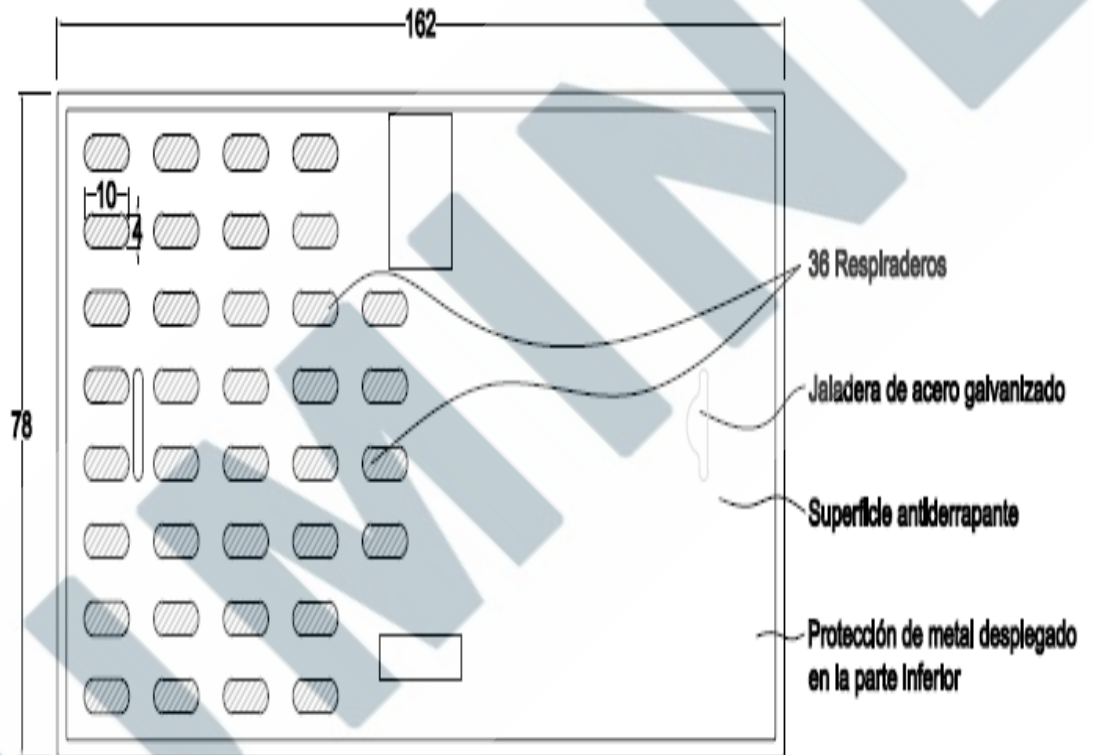 162
10
4
78
36 Respiraderos
Jaladera de acero galvanizado
Superficie antiderrapante
Protección de metal desplegado
en la parte inferior